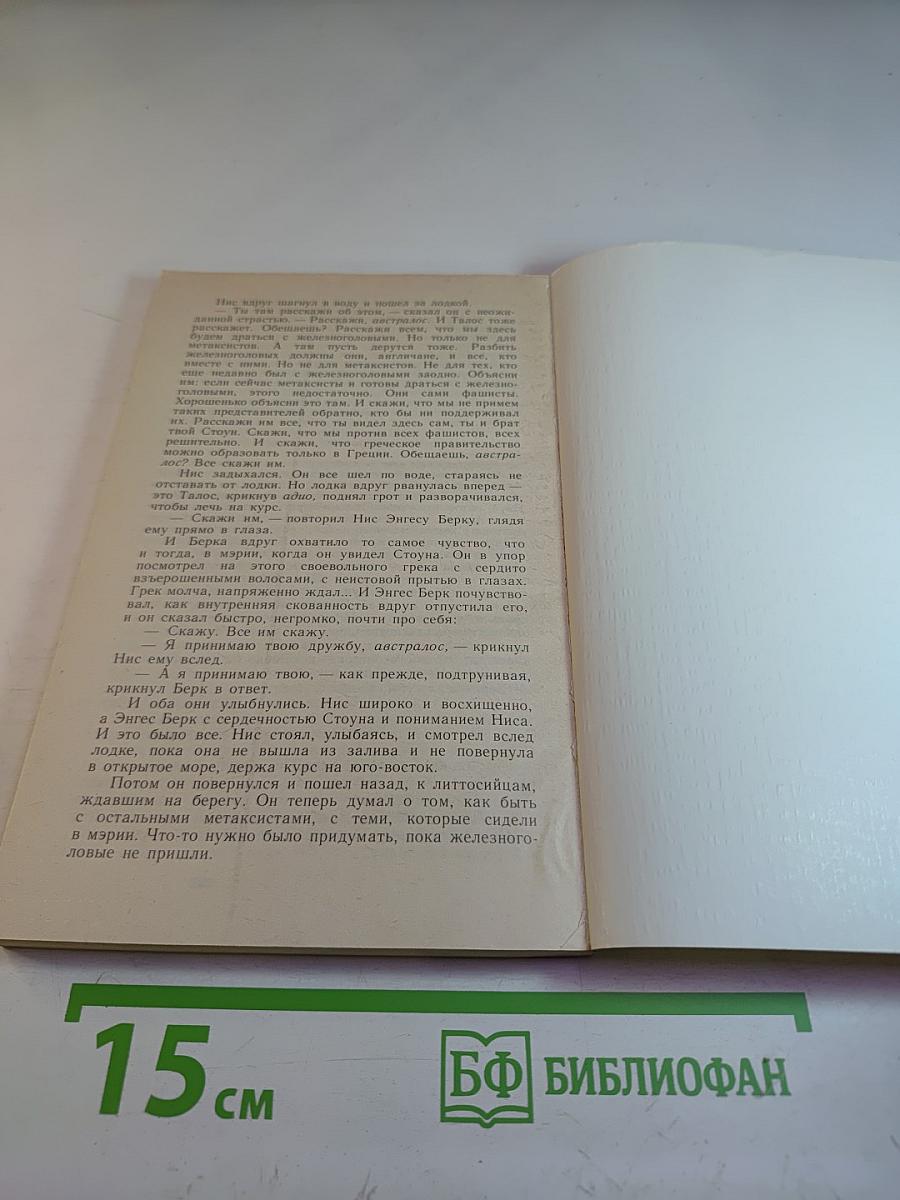 Нис вдруг шагнул в воду и пошел за лодкой.
— Ты там расскажи об этом, — сказал он с неожи-
данной страстью. — Расскажи, австралос. И Талос тоже
расскажет. Обещаешь? Расскажи всем, что мы здесь
будем драться с железноголовыми. Но только не для
метаксистов. А там пусть дерутся тоже. Разбить
железноголовых должны они, англичане, и все, кто
вместе с ними. Но не для метаксистов. Не для тех, кто
еще недавно был с железноголовыми заодно. Объясни
им: если сейчас метаксисты и готовы драться с железно-
головыми, этого недостаточно. Они сами фашисты.
Хорошенько объясни это там. И скажи, что мы не примем
таких представителей обратно, кто бы ни поддерживал
их. Расскажи им все, что ты видел здесь сам, ты и брат
твой Стоун. Скажи, что мы против всех фашистов, всех
решительно. И скажи, что греческое правительство
можно образовать только в Греции. Обещаешь, австра-
лос? Все скажи им.
Нис задыхался. Он все шел по воде, стараясь не
отставать от лодки. Но лодка вдруг рванулась вперед —
это Талос, крикнув адио, поднял грот и разворачивался,
чтобы лечь на курс.
— Скажи им, — повторил Нис Энгесу Берку, глядя
ему прямо в глаза.
И Берка вдруг охватило то самое чувство, что
и тогда, в мэрии, когда он увидел Стоуна. Он в упор
посмотрел на этого своевольного грека с сердито
взъерошенными волосами, с неистовой прытью в глазах.
Грек молча, напряженно ждал... И Энгес Берк почувство-
вал, как внутренняя скованность вдруг отпустила его,
и он сказал быстро, негромко, почти про себя:
— Скажу. Все им скажу.
— Я принимаю твою дружбу, австралос, — крикнул
Нис ему вслед.
— А я принимаю твою, — как прежде, подтрунивая,
крикнул Берк в ответ.
И оба они улыбнулись. Нис широко и восхищенно,
а Энгес Берк с сердечностью Стоуна и пониманием Ниса.
И это было все. Нис стоял, улыбаясь, и смотрел вслед
лодке, пока она не вышла из залива и не повернула
в открытое море, держа курс на юго-восток.
Потом он повернулся и пошел назад, к литтосийцам,
ждавшим на берегу. Он теперь думал о том, как быть
с остальными метаксистами, с теми, которые сидели
в мэрии. Что-то нужно было придумать, пока железного-
ловые не пришли.
15 см
БФ БИБЛИОФАН